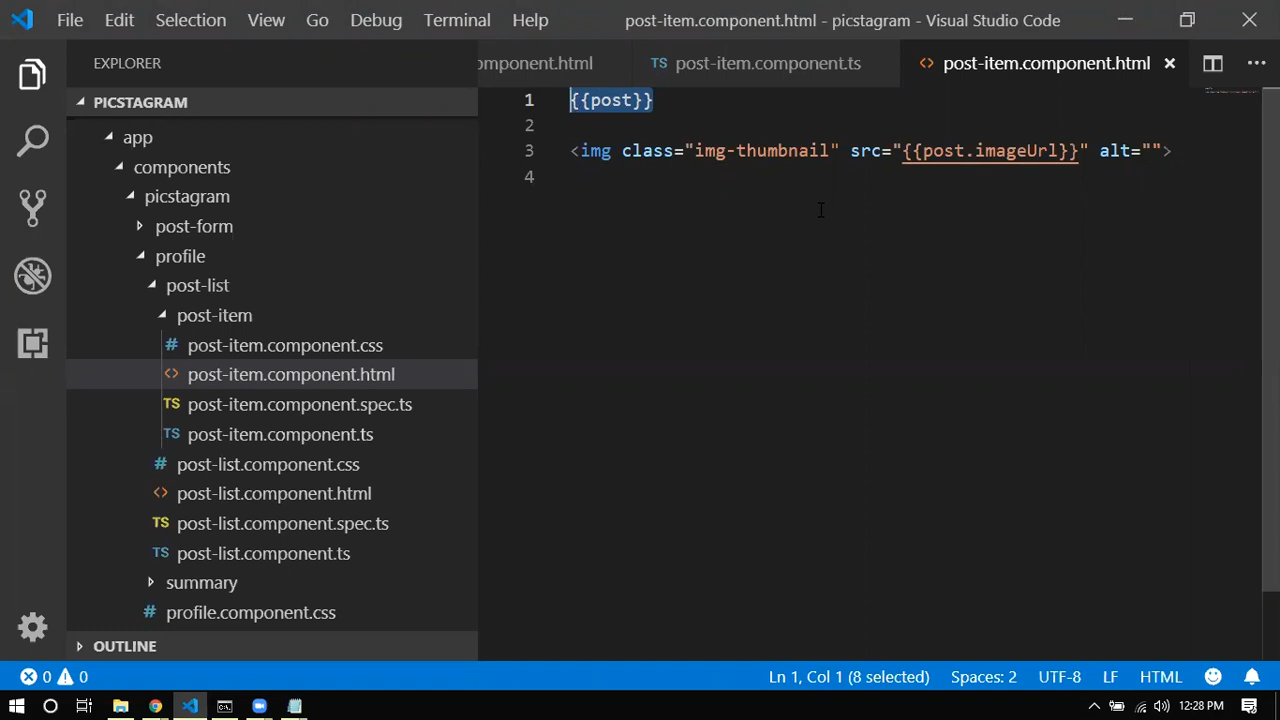 File Edit Selection View Go Debug Terminal Help post-item.component.html - picstagram - Visual Studio Code
EXPLORER
omponent.html TS post-item.component.ts <> post-item.component.html
PICSTAGRAM
app
components
picstagram
post-form
profile
post-list
post-item
# post-item.component.css
<> post-item.component.html
TS post-item.component.spec.ts
TS post-item.component.ts
# post-list.component.css
<> post-list.component.html
TS post-list.component.spec.ts
TS post-list.component.ts
summary
# profile.component.css
OUTLINE
1 {{post}}
2
3 <img class="img-thumbnail" src="{{post.imageUrl}}" alt="">
4
0 0 Ln 1, Col 1 (8 selected) Spaces: 2 UTF-8 LF HTML
12:28 PM